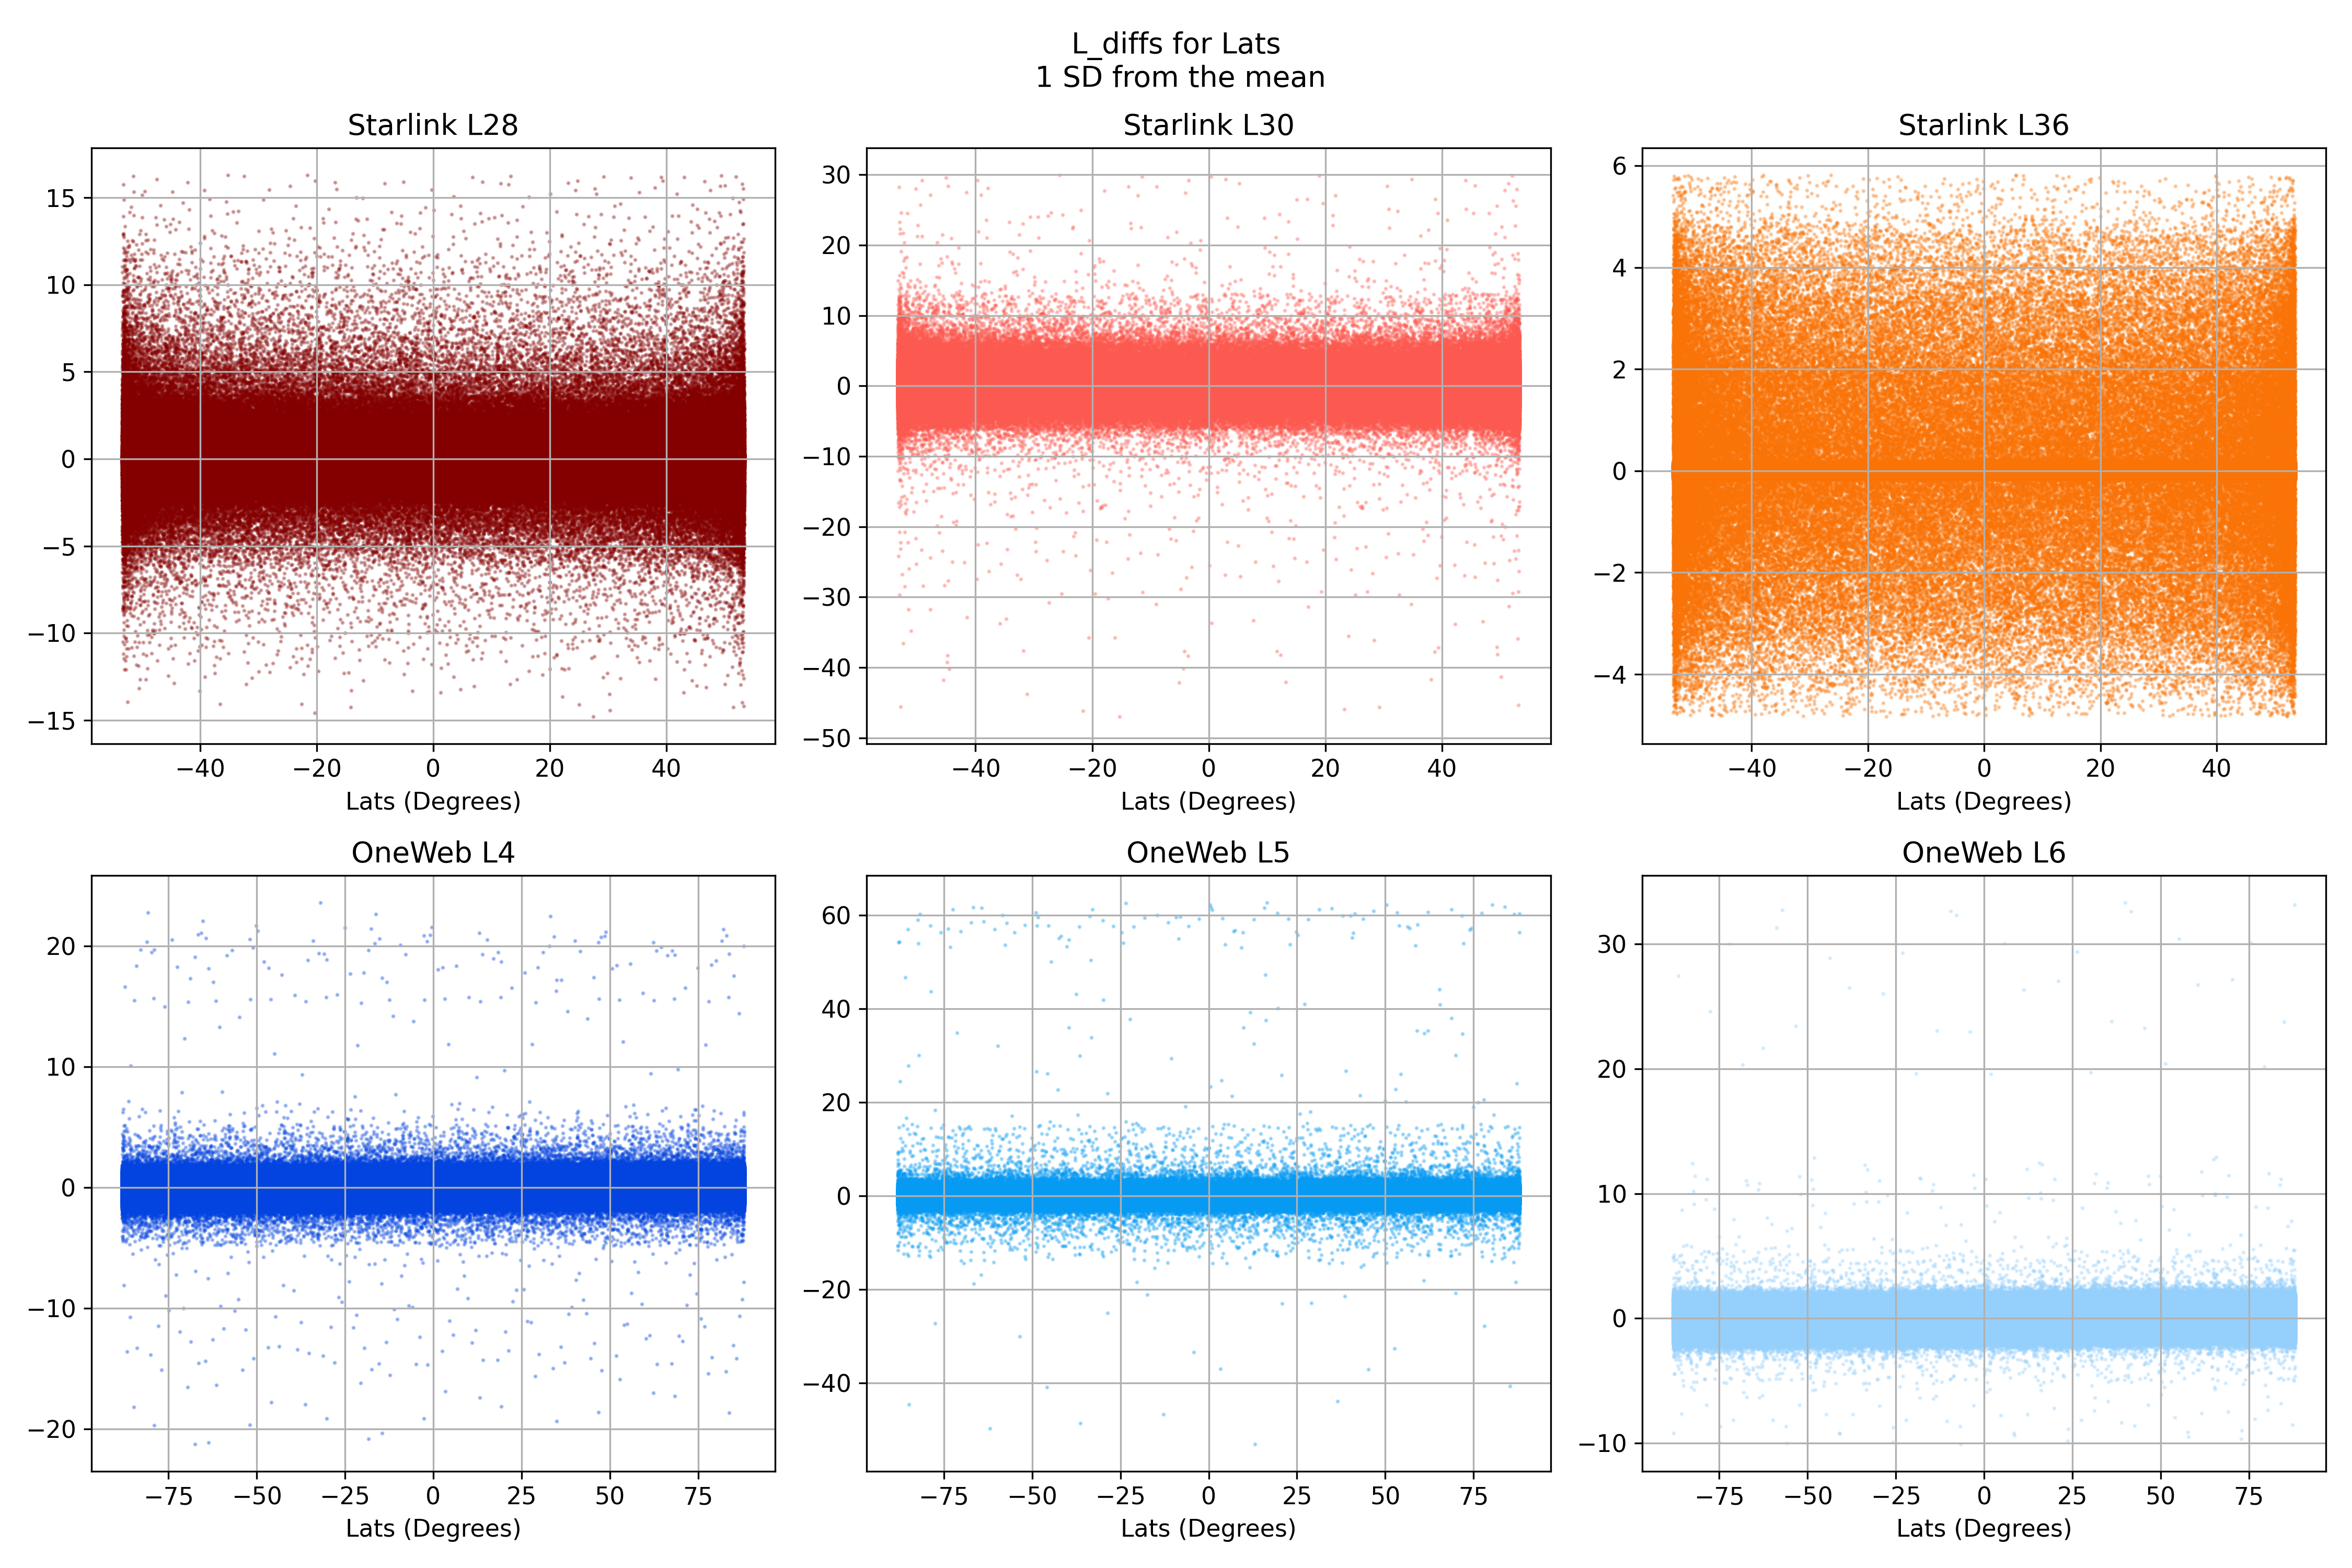 L_diffs for Lats
1 SD from the mean
Starlink L28
15
10
5
0
−5
−10
−15
−40 −20 0 20 40
Lats (Degrees)
Starlink L30
30
20
10
0
−10
−20
−30
−40
−50
−40 −20 0 20 40
Lats (Degrees)
Starlink L36
6
4
2
0
−2
−4
−40 −20 0 20 40
Lats (Degrees)
OneWeb L4
20
10
0
−10
−20
−75 −50 −25 0 25 50 75
Lats (Degrees)
OneWeb L5
60
40
20
0
−20
−40
−75 −50 −25 0 25 50 75
Lats (Degrees)
OneWeb L6
30
20
10
0
−10
−75 −50 −25 0 25 50 75
Lats (Degrees)